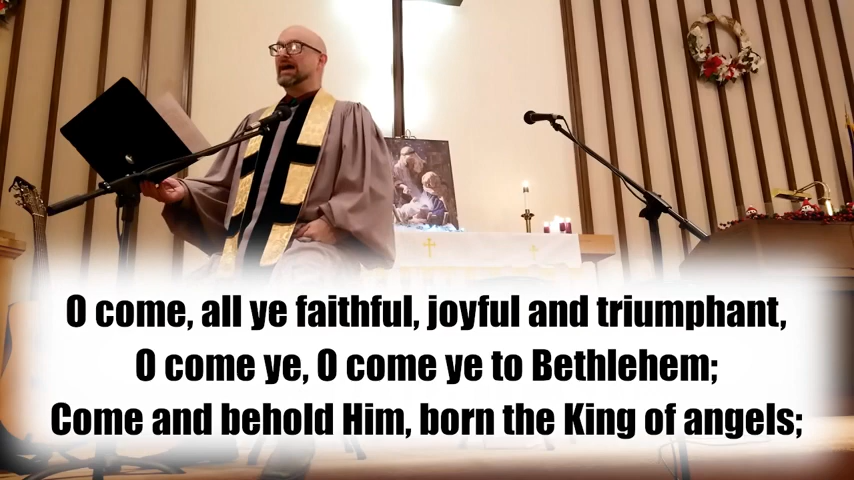 O come, all ye faithful, joyful and triumphant,
O come ye, O come ye to Bethlehem;
Come and behold Him, born the King of angels;